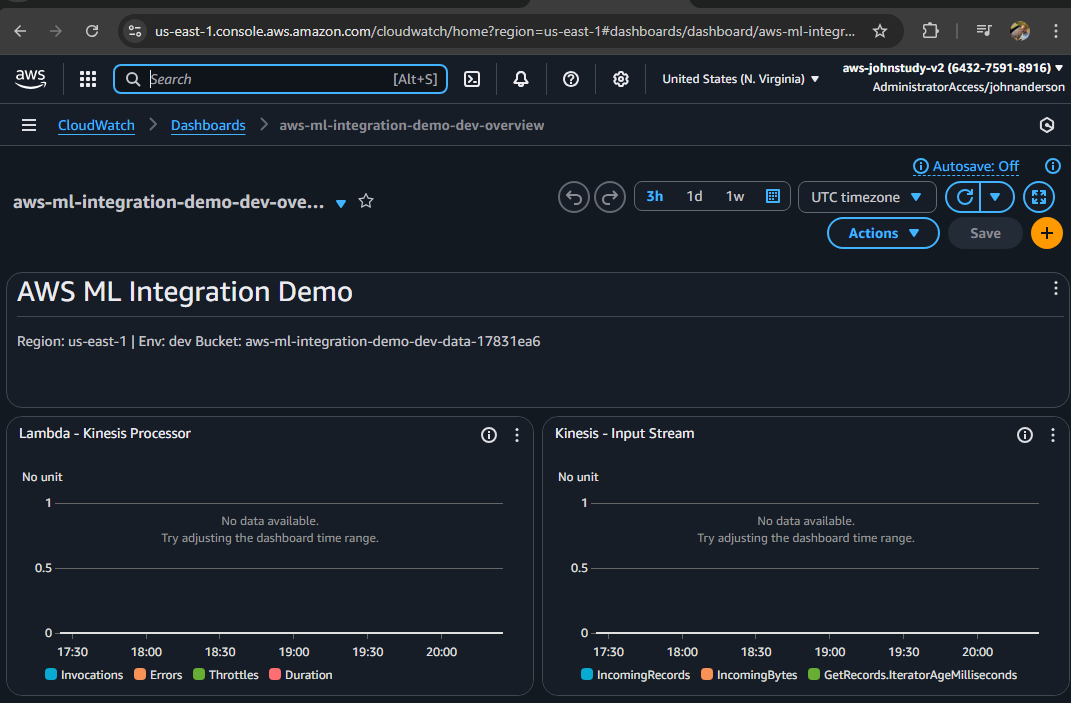 us-east-1.console.aws.amazon.com/cloudwatch/home?region=us-east-1#dashboards/dashboard/aws-ml-integr...
aws
Search
[Alt+S]
United States (N. Virginia)
aws-johnstudy-v2 (6432-7591-8916)
AdministratorAccess/johnanderson
CloudWatch
Dashboards
aws-ml-integration-demo-dev-overview
Autosave: Off
aws-ml-integration-demo-dev-ove...
3h
1d
1w
UTC timezone
Actions
Save
AWS ML Integration Demo
Region: us-east-1 | Env: dev Bucket: aws-ml-integration-demo-dev-data-17831ea6
Lambda - Kinesis Processor
No unit
1
No data available.
Try adjusting the dashboard time range.
0.5
0
17:30 18:00 18:30 19:00 19:30 20:00
Invocations Errors Throttles Duration
Kinesis - Input Stream
No unit
1
No data available.
Try adjusting the dashboard time range.
0.5
0
17:30 18:00 18:30 19:00 19:30 20:00
IncomingRecords IncomingBytes GetRecords.IteratorAgeMilliseconds